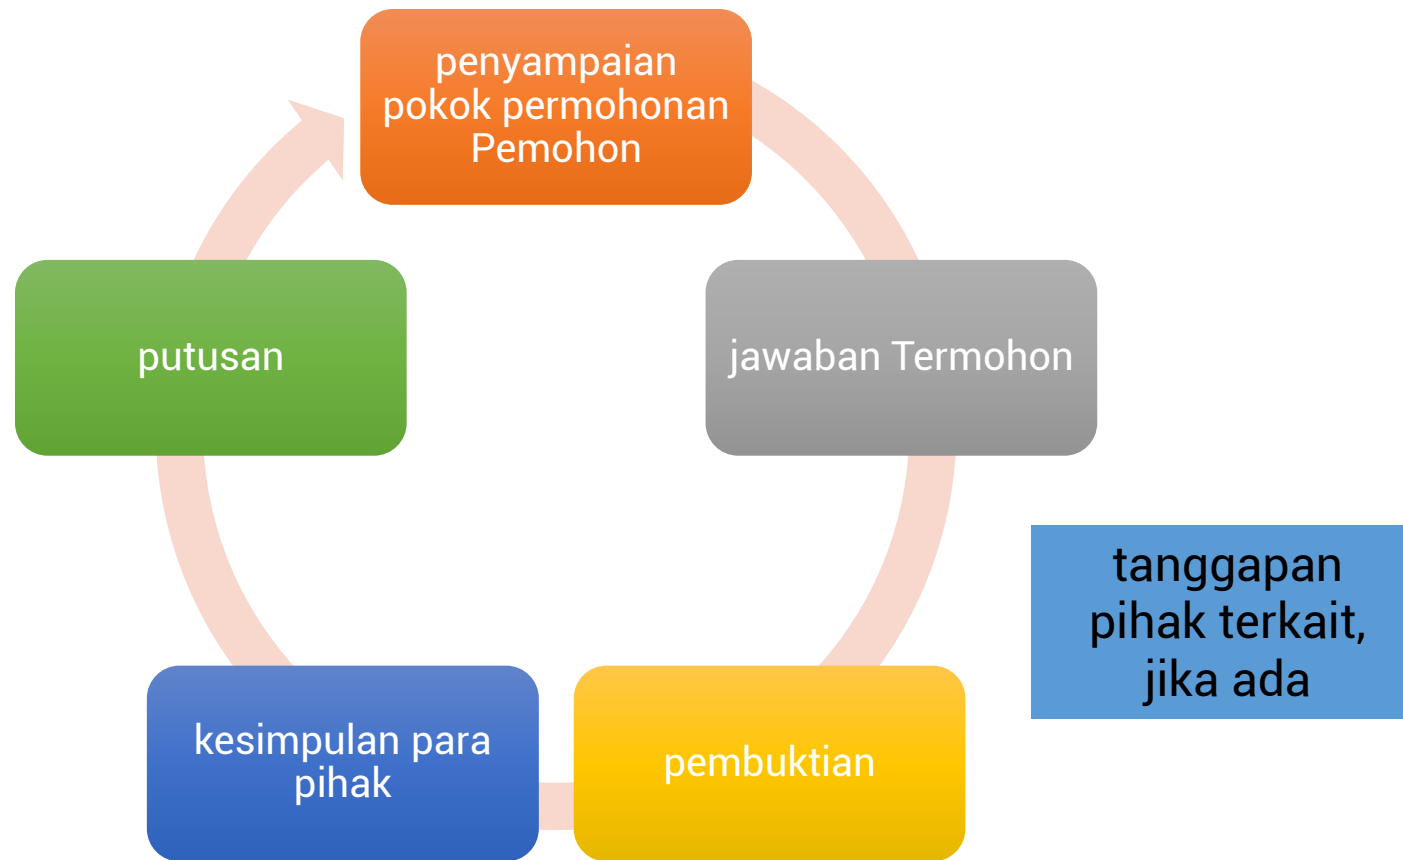 penyampaian
pokok permohonan
Pemohon
jawaban Termohon
tanggapan
pihak terkait,
jika ada
pembuktian
kesimpulan para
pihak
putusan